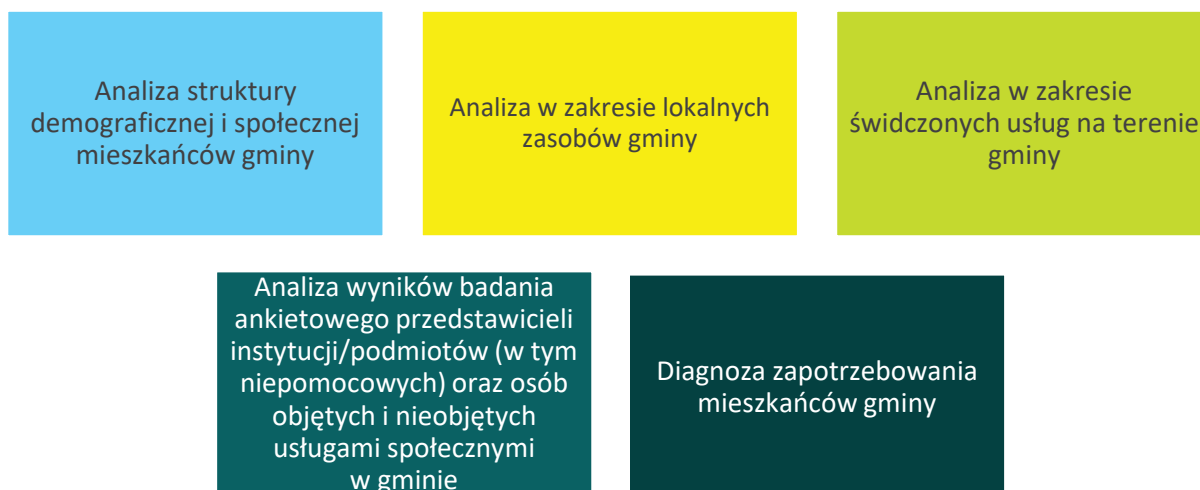 Analiza struktury
demograficznej i społecznej
mieszkańców gminy
Analiza w zakresie lokalnych
zasobów gminy
Analiza w zakresie
świdczonych usług na terenie
gminy
Analiza wyników badania
ankietowego przedstawicieli
instytucji/podmiotów (w tym
niepomocowych) oraz osób
objętych i nieobjętych
usługami społecznymi
w gminie
Diagnoza zapotrzebowania
mieszkańców gminy